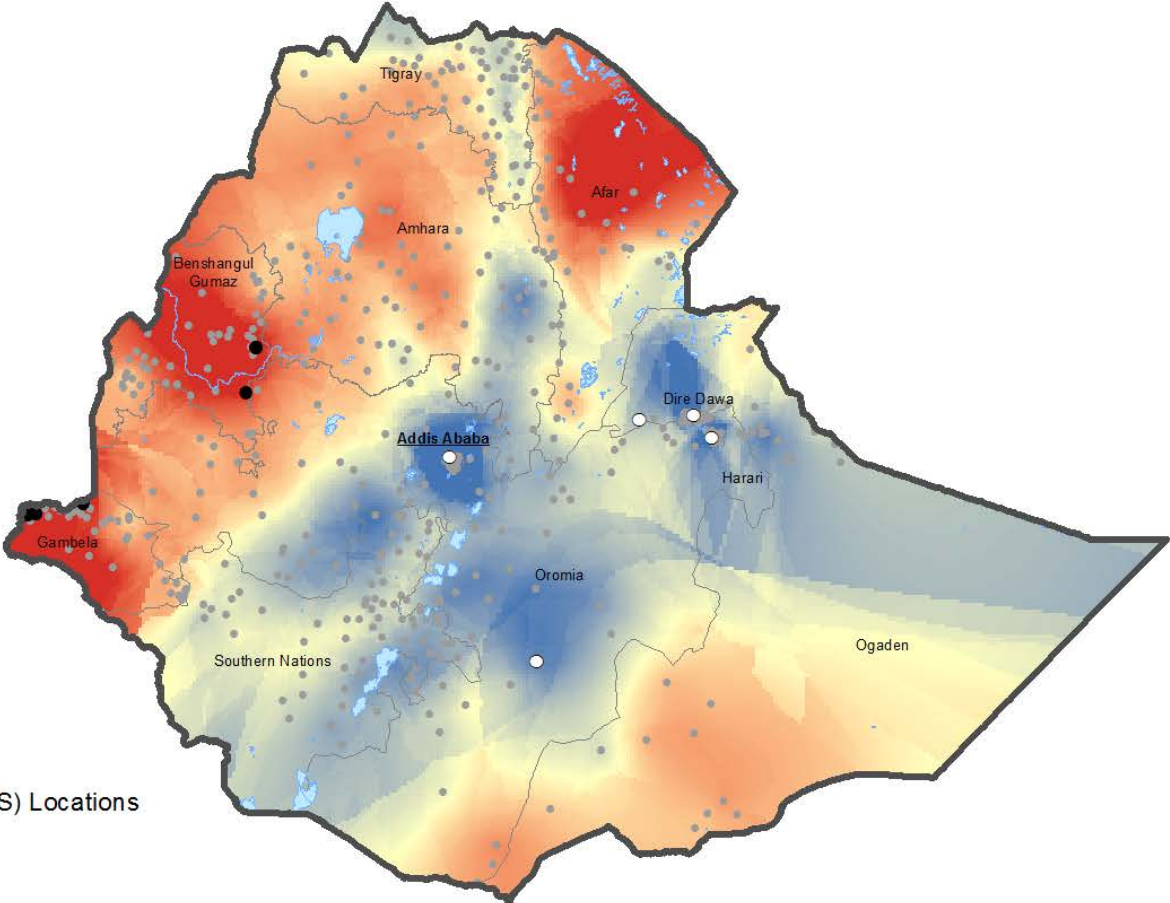 Tigray
Afar
Amhara
Benshangul
Gumaz
Dire Dawa
Addis Ababa
Harari
Gambela
Oromia
Ogaden
Southern Nations
S) Locations